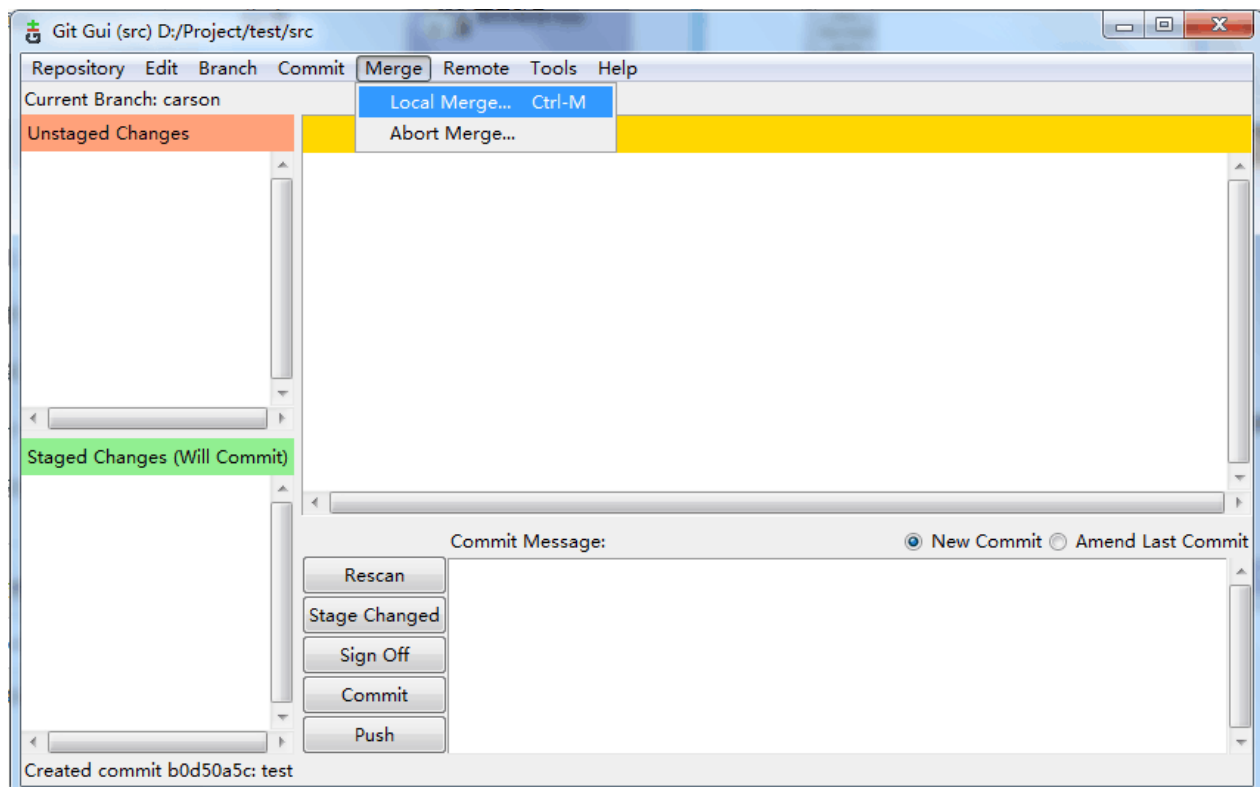 Git Gui (src) D:/Project/test/src
Repository Edit Branch Commit Merge Remote Tools Help
Current Branch: carson
Local Merge... Ctrl-M
Abort Merge...
Unstaged Changes
Staged Changes (Will Commit)
Commit Message:
New Commit Amend Last Commit
Rescan
Stage Changed
Sign Off
Commit
Push
Created commit b0d50a5c: test